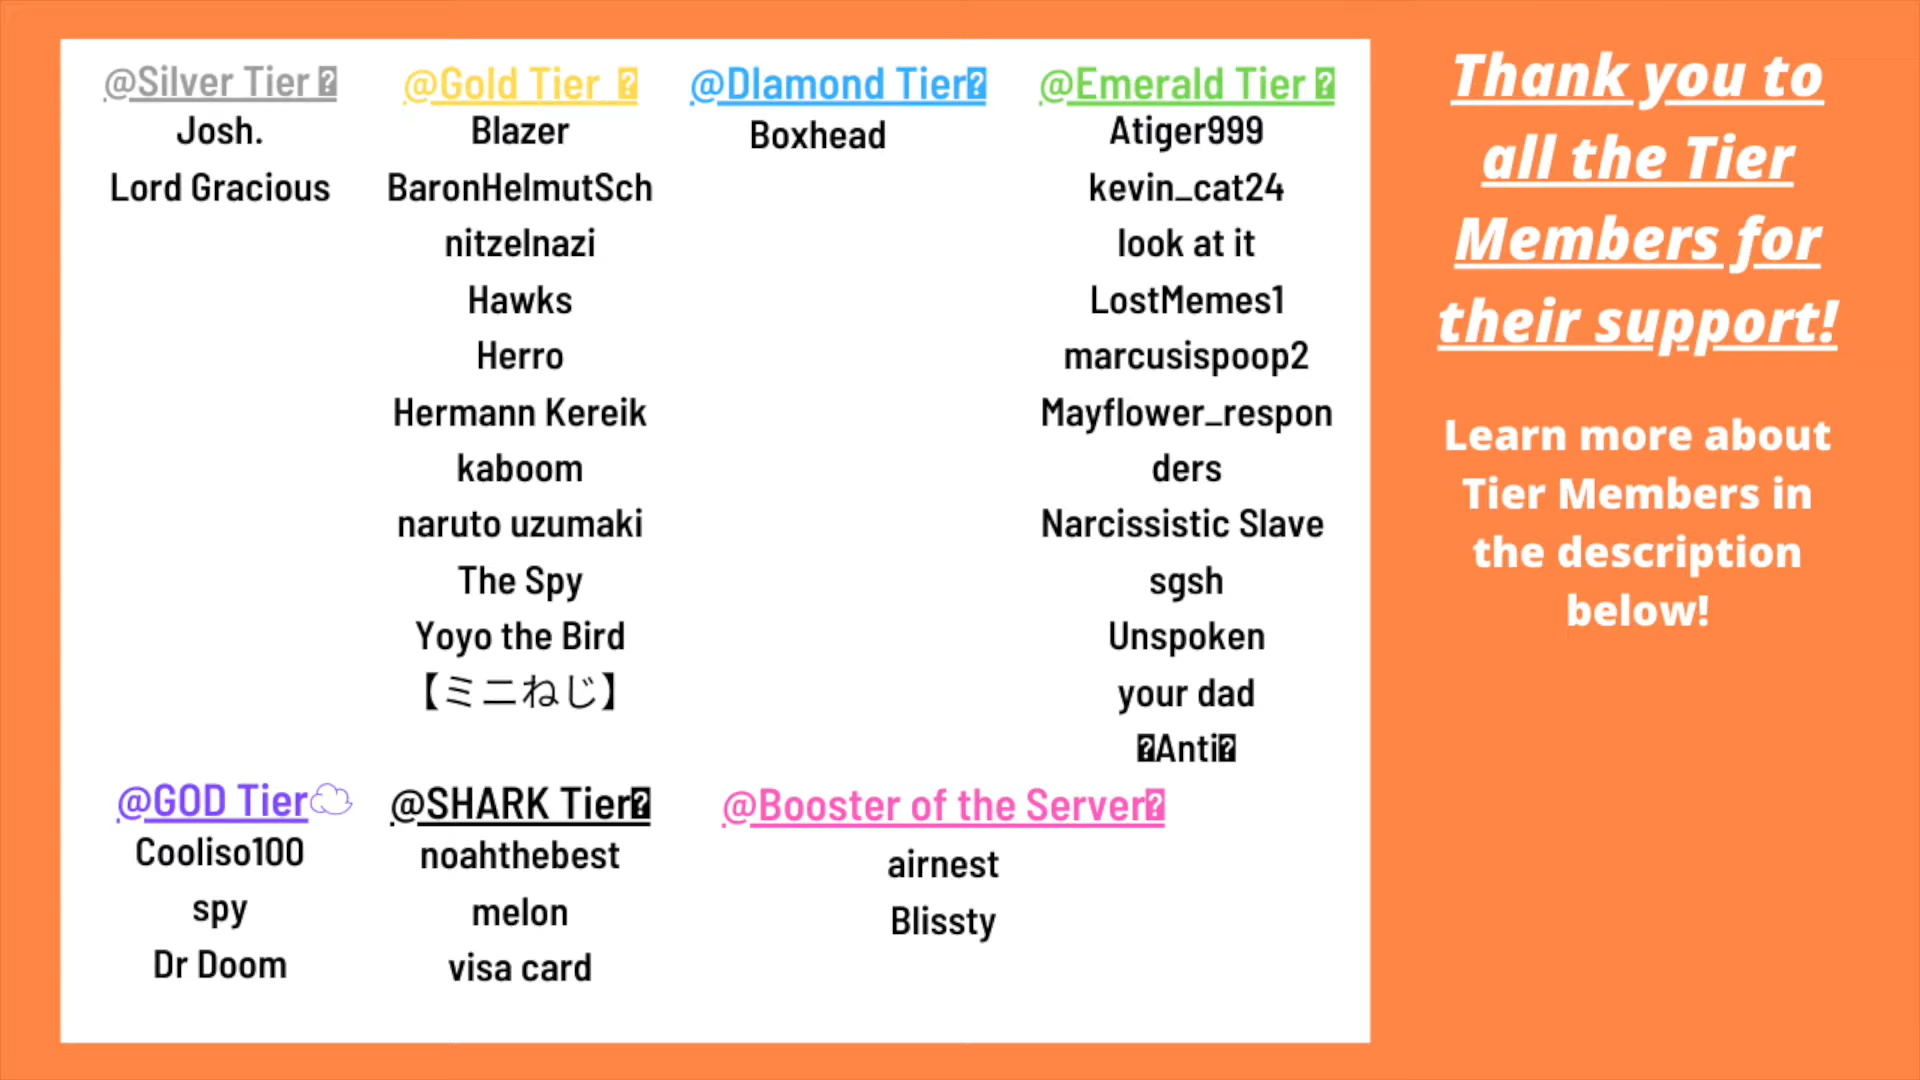 @Silver Tier �
Josh.
Lord Gracious
@Gold Tier �
Blazer
BaronHelmutSch
nitzelnazi
Hawks
Herro
Hermann Kereik
kaboom
naruto uzumaki
The Spy
Yoyo the Bird
【ミニねじ】
@DIamond Tier�
Boxhead
@Emerald Tier �
Atiger999
kevin_cat24
look at it
LostMemes1
marcusispoop2
Mayflower_respon
ders
Narcissistic Slave
sgsh
Unspoken
your dad
�Anti�
@GOD Tier☁
Cooliso100
spy
Dr Doom
@SHARK Tier�
noahthebest
melon
visa card
@Booster of the Server�
airnest
Blissty
Thank you to
all the Tier
Members for
their support!
Learn more about
Tier Members in
the description
below!